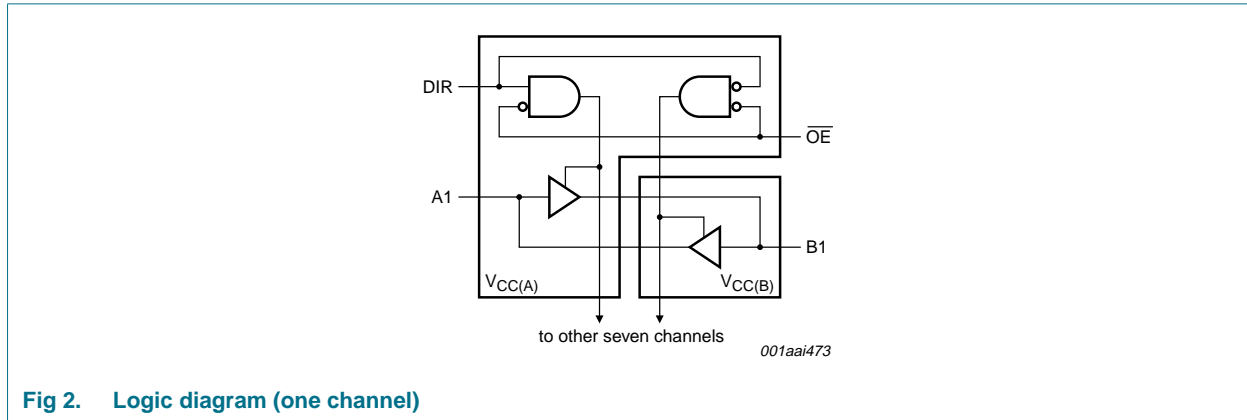 DIR
OE
A1
B1
VCC(A)
VCC(B)
to other seven channels
001aai473
Fig 2. Logic diagram (one channel)